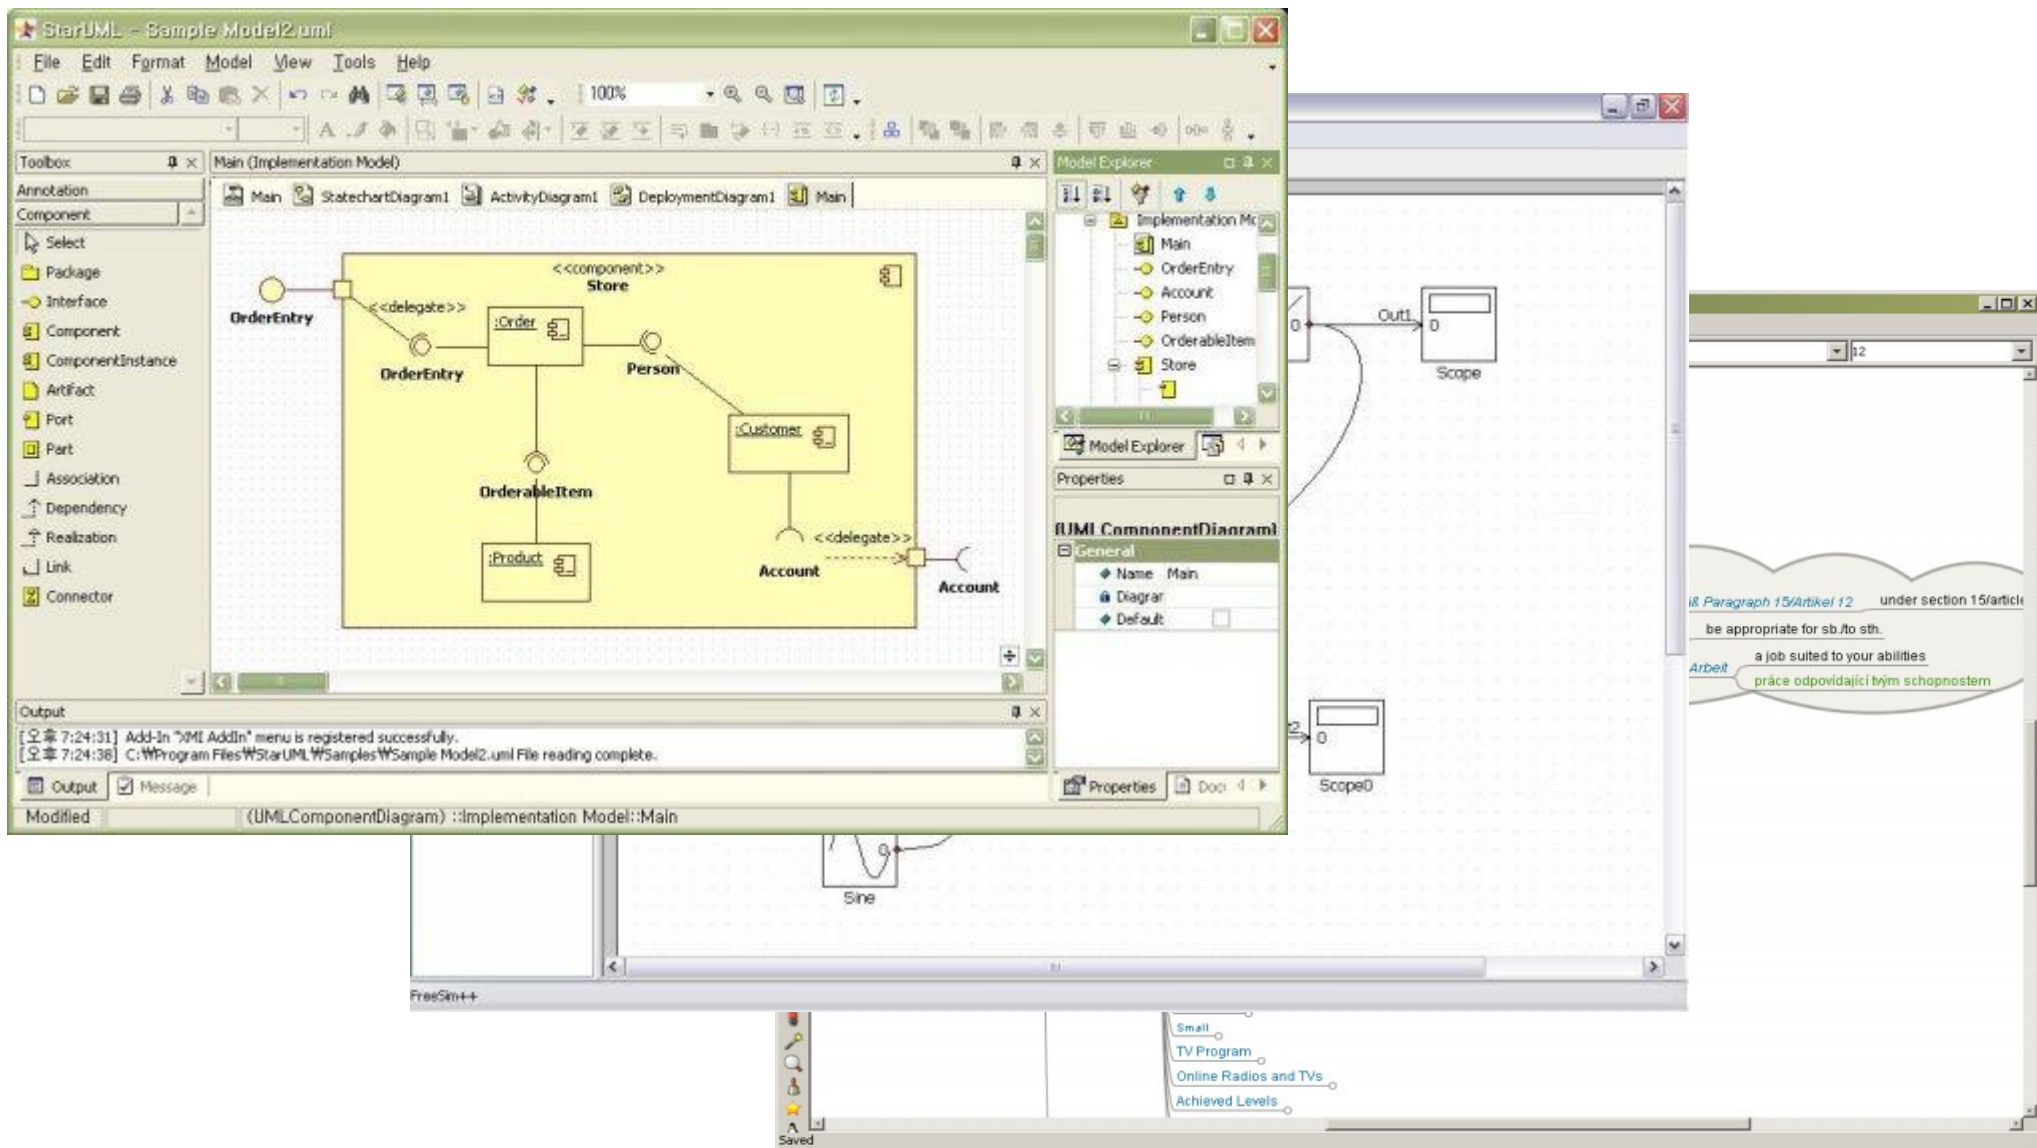 StarUML - Sample Model2.uml
File Edit Format Model View Tools Help
100%
Toolbox
Annotation
Component
Select
Package
Interface
Component
ComponentInstance
Artifact
Port
Part
Association
Dependency
Realization
Link
Connector
Main (Implementation Model)
Main StatechartDiagram1 ActivityDiagram1 DeploymentDiagram1 Main
<<component>>
Store
OrderEntry
<<delegate>>
:Order
OrderEntry
Person
:Customer
OrderableItem
:Product
<<delegate>>
Account
Account
Model Explorer
Implementation Mo
Main
OrderEntry
Account
Person
OrderableItem
Store
Model Explorer
Properties
(UMLComponentDiagram)
General
Name Main
Diagrar
Default
Properties Doc
Output
[오후 7:24:31] Add-In "XMI AddIn" menu is registered successfully.
[오후 7:24:38] C:₩Program Files₩StarUML₩Samples₩Sample Model2.uml File reading complete.
Output Message
Modified (UMLComponentDiagram) ::Implementation Model::Main
0 Out1 0
Scope
2 0
Scope0
0
Sine
FreeSim++
12
ß Paragraph 15/Artikel 12 under section 15/article
be appropriate for sb./to sth.
Arbeit
a job suited to your abilities
práce odpovídající tvým schopnostem
Small
TV Program
Online Radios and TVs
Achieved Levels
Saved